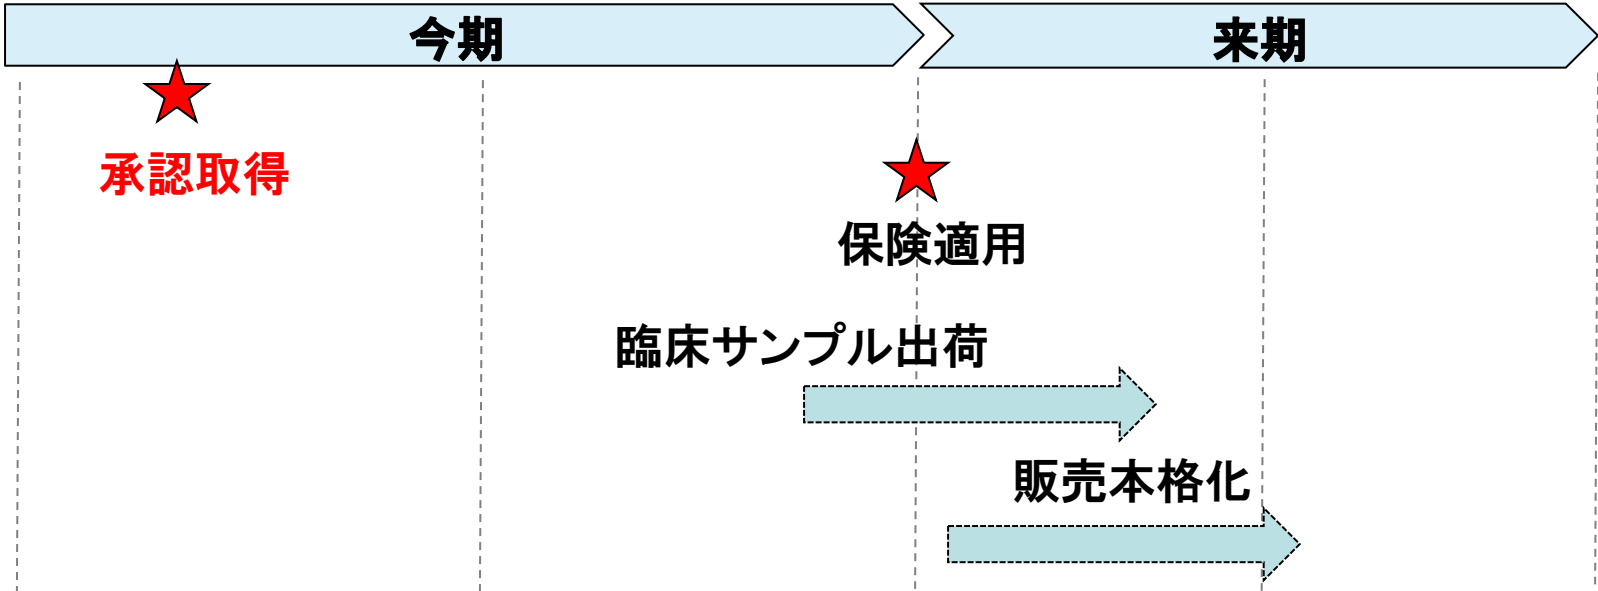 今期
来期
承認取得
保険適用
臨床サンプル出荷
販売本格化